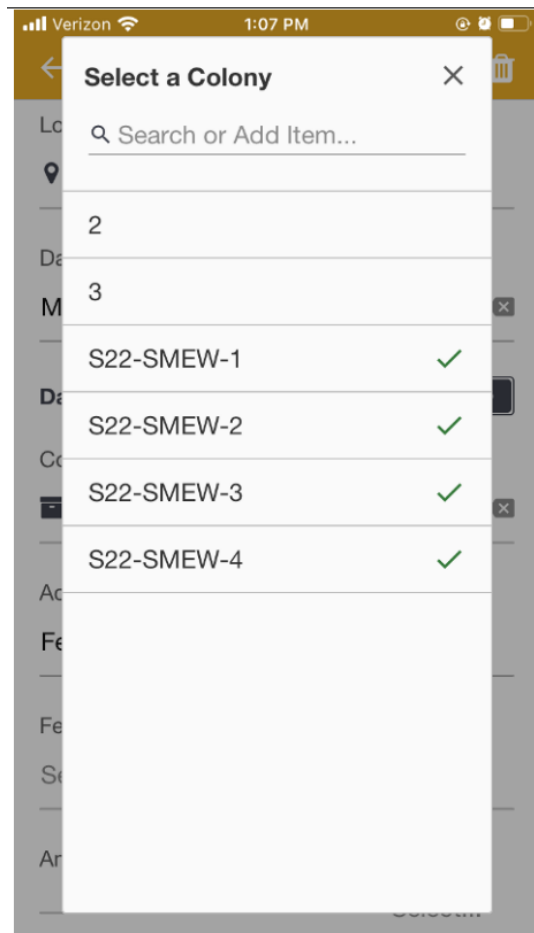 Verizon 1:07 PM
Select a Colony
Search or Add Item...
2
3
S22-SMEW-1
S22-SMEW-2
S22-SMEW-3
S22-SMEW-4